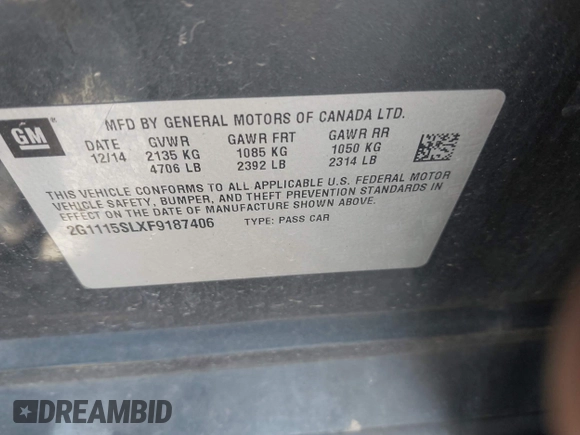 GM
MFD BY GENERAL MOTORS OF CANADA LTD.
DATE GVWR GAWR FRT GAWR RR
12/14 2135 KG 1085 KG 1050 KG
4706 LB 2392 LB 2314 LB
THIS VEHICLE CONFORMS TO ALL APPLICABLE U.S. FEDERAL MOTOR
VEHICLE SAFETY, BUMPER, AND THEFT PREVENTION STANDARDS IN
EFFECT ON THE DATE OF MANUFACTURE SHOWN ABOVE.
2G1115SLXF9187406 TYPE: PASS CAR
DREAMBID